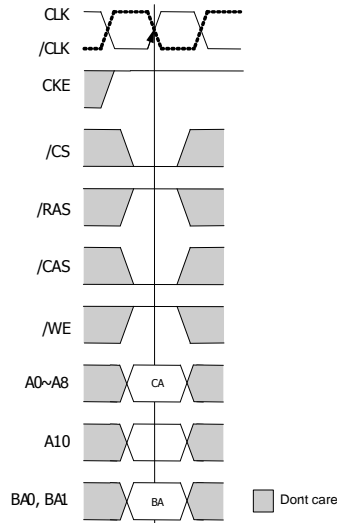 CLK
/CLK
CKE
/CS
/RAS
/CAS
/WE
A0~A8 CA
A10
BA0, BA1 BA
Dont care